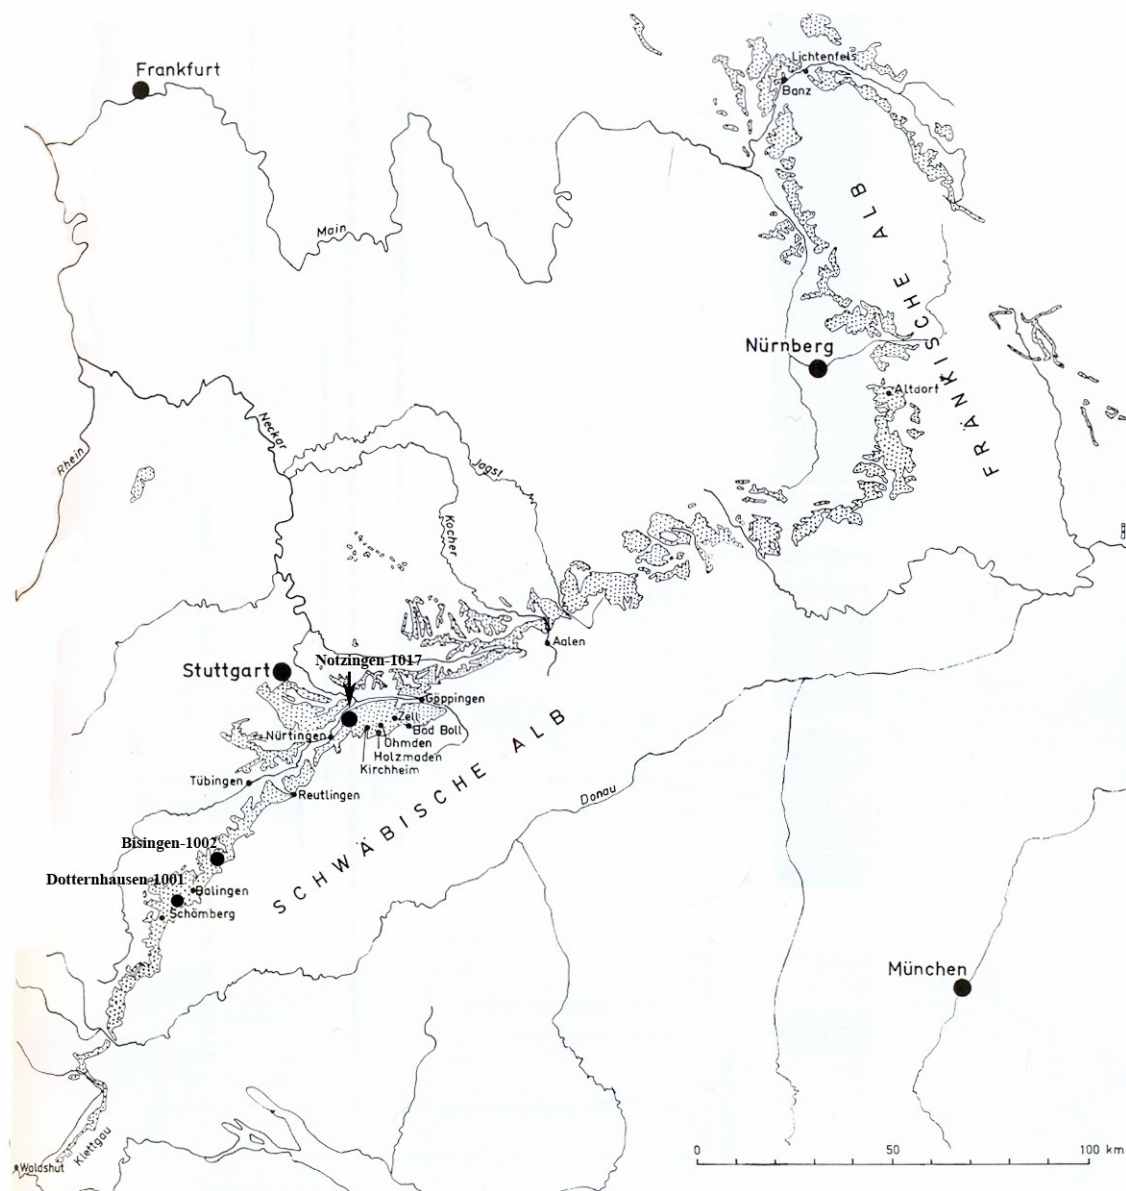 Frankfurt
Lichtenfels
Banz
Main
FRÄNKISCHE ALB
Nürnberg
Altdorf
Neckar
Rhein
Jagst
Kocher
Aalen
Notzingen-1017
Stuttgart
Göppingen
Zell
Bad Boll
Nürtingen
Ohmden
Holzmaden
Kirchheim
Tübingen
Reutlingen
Donau
SCHWÄBISCHE ALB
Bisingen-1002
Dotternhausen-1001
Balingen
Schömberg
München
Klettgau
Waldshut
0 50 100 km